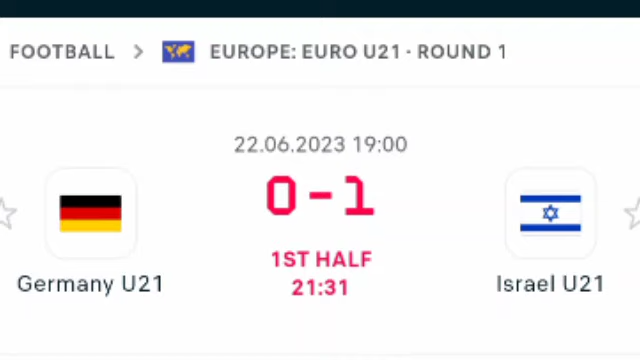 FOOTBALL > EUROPE: EURO U21 · ROUND 1
22.06.2023 19:00
0-1
1ST HALF
21:31
Germany U21
Israel U21